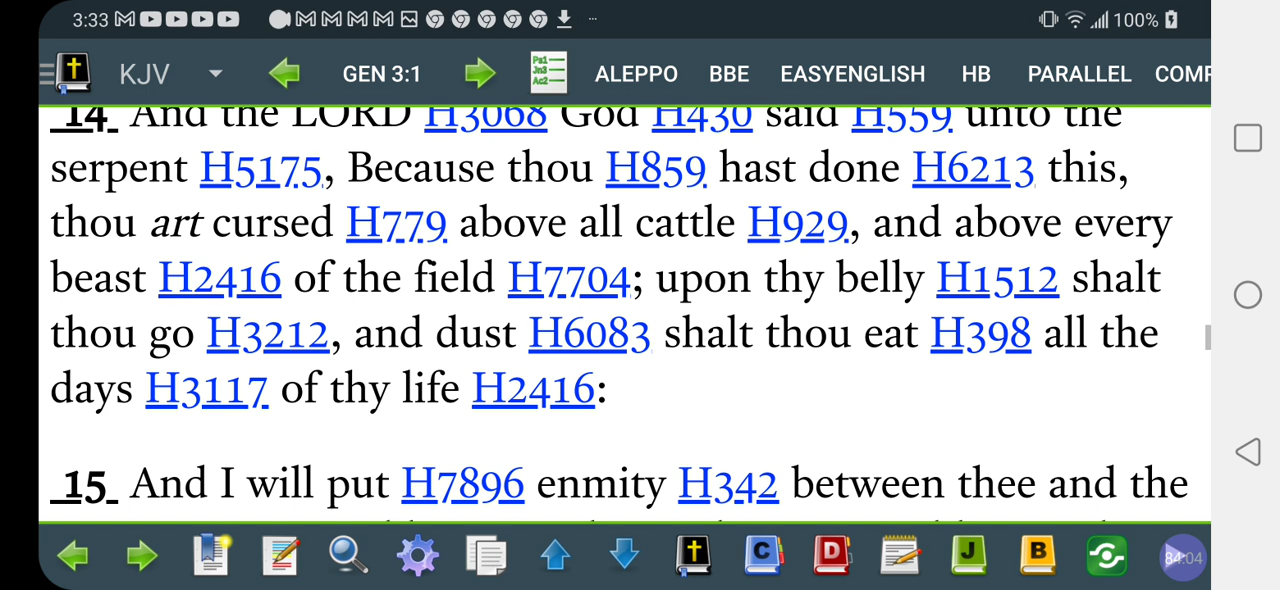 3:33 100%
KJV GEN 3:1 ALEPPO BBE EASYENGLISH HB PARALLEL COMP
14 And the LORD H3068 God H430 said H559 unto the
serpent H5175, Because thou H859 hast done H6213 this,
thou art cursed H779 above all cattle H929, and above every
beast H2416 of the field H7704; upon thy belly H1512 shalt
thou go H3212, and dust H6083 shalt thou eat H398 all the
days H3117 of thy life H2416:
15 And I will put H7896 enmity H342 between thee and the
C D J B 84:04